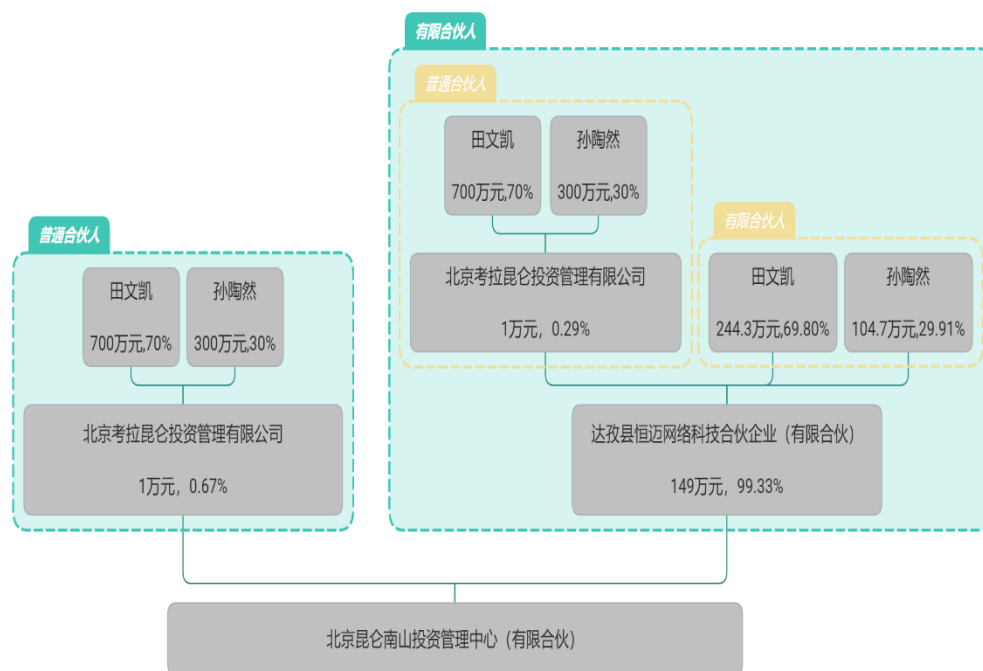 有限合伙人
普通合伙人
田文凯
700万元,70%
孙陶然
300万元,30%
北京考拉昆仑投资管理有限公司
1万元，0.29%
有限合伙人
田文凯
244.3万元,69.80%
孙陶然
104.7万元,29.91%
达孜县恒迈网络科技合伙企业（有限合伙）
149万元，99.33%
普通合伙人
田文凯
700万元,70%
孙陶然
300万元,30%
北京考拉昆仑投资管理有限公司
1万元，0.67%
北京昆仑南山投资管理中心（有限合伙）